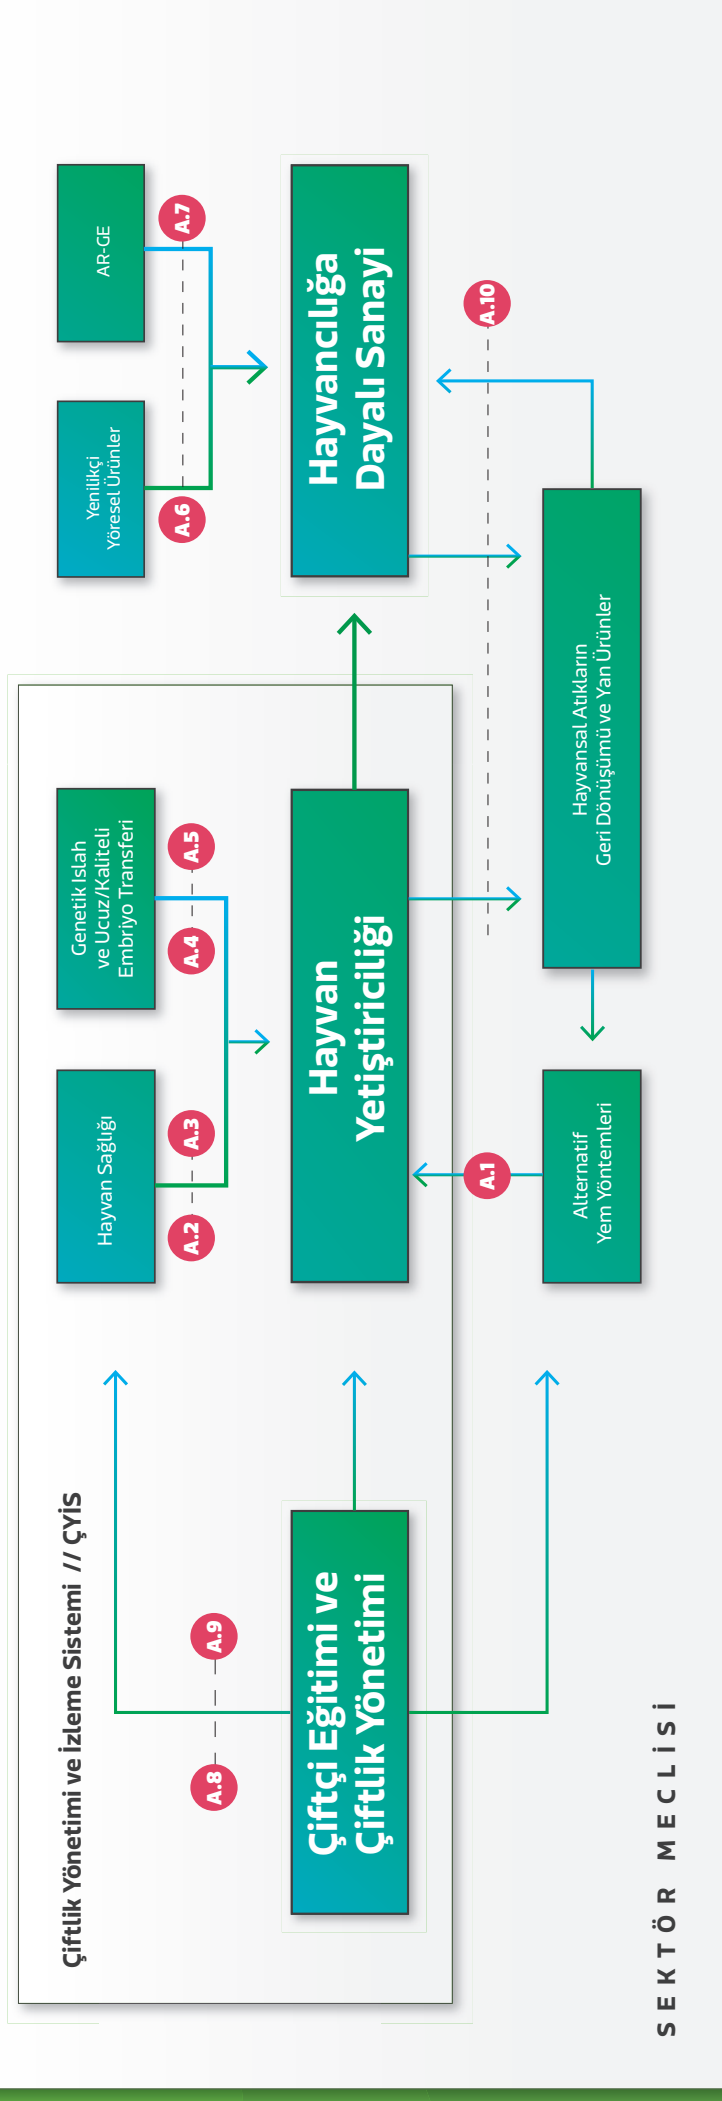 Çiftlik Yönetimi ve İzleme Sistemi // ÇYİS
A.8
A.9
Çiftçi Eğitimi ve
Çiftlik Yönetimi
Hayvan Sağlığı
A.2
A.3
Genetik Islah
ve Ucuz/Kaliteli
Embriyo Transferi
A.4
A.5
Hayvan
Yetiştiriciliği
A.1
Alternatif
Yem Yöntemleri
Yenilikçi
Yöresel Ürünler
A.6
AR-GE
A.7
Hayvancılığa
Dayalı Sanayi
A.10
Hayvansal Atıkların
Geri Dönüşümü ve Yan Ürünler
SEKTÖR MECLİSİ